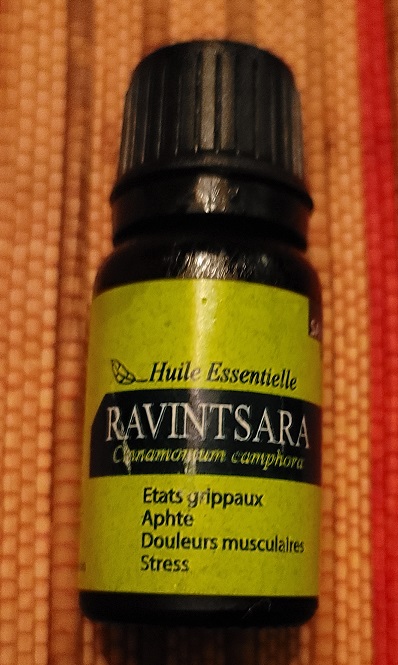 Huile Essentielle
RAVINTSARA
Cinnamomum camphora
Etats grippaux
Aphte
Douleurs musculaires
Stress